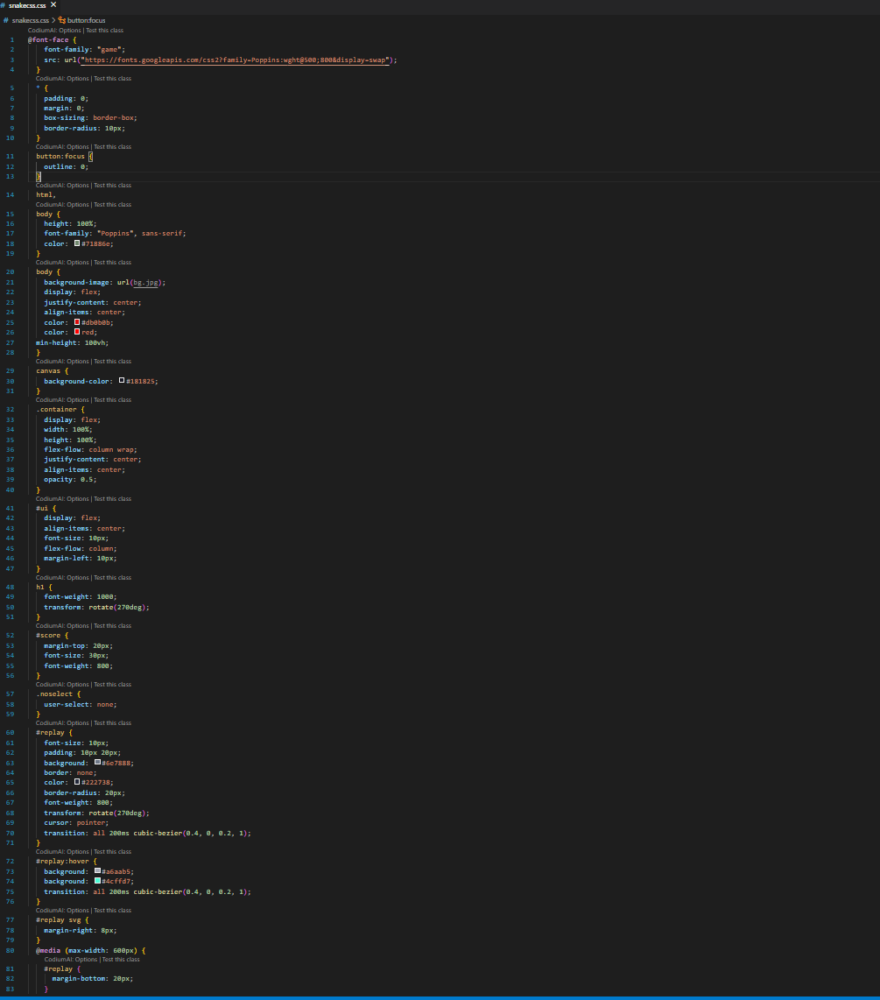 # snakecss.css ×
# snakecss.css > button:focus
CodiumAI: Options | Test this class
1 @font-face {
2 font-family: "game";
3 src: url("https://fonts.googleapis.com/css2?family=Poppins:wght@500;800&display=swap");
4 }
CodiumAI: Options | Test this class
5 * {
6 padding: 0;
7 margin: 0;
8 box-sizing: border-box;
9 border-radius: 10px;
10 }
CodiumAI: Options | Test this class
11 button:focus {
12 outline: 0;
13 }
CodiumAI: Options | Test this class
14 html,
CodiumAI: Options | Test this class
15 body {
16 height: 100%;
17 font-family: "Poppins", sans-serif;
18 color: #71886e;
19 }
CodiumAI: Options | Test this class
20 body {
21 background-image: url(bg.jpg);
22 display: flex;
23 justify-content: center;
24 align-items: center;
25 color: #db0b0b;
26 color: red;
27 min-height: 100vh;
28 }
CodiumAI: Options | Test this class
29 canvas {
30 background-color: #181825;
31 }
CodiumAI: Options | Test this class
32 .container {
33 display: flex;
34 width: 100%;
35 height: 100%;
36 flex-flow: column wrap;
37 justify-content: center;
38 align-items: center;
39 opacity: 0.5;
40 }
CodiumAI: Options | Test this class
41 #ui {
42 display: flex;
43 align-items: center;
44 font-size: 10px;
45 flex-flow: column;
46 margin-left: 10px;
47 }
CodiumAI: Options | Test this class
48 h1 {
49 font-weight: 1000;
50 transform: rotate(270deg);
51 }
CodiumAI: Options | Test this class
52 #score {
53 margin-top: 20px;
54 font-size: 30px;
55 font-weight: 800;
56 }
CodiumAI: Options | Test this class
57 .noselect {
58 user-select: none;
59 }
CodiumAI: Options | Test this class
60 #replay {
61 font-size: 10px;
62 padding: 10px 20px;
63 background: #6e7888;
64 border: none;
65 color: #222738;
66 border-radius: 20px;
67 font-weight: 800;
68 transform: rotate(270deg);
69 cursor: pointer;
70 transition: all 200ms cubic-bezier(0.4, 0, 0.2, 1);
71 }
CodiumAI: Options | Test this class
72 #replay:hover {
73 background: #a6aab5;
74 background: #4cffd7;
75 transition: all 200ms cubic-bezier(0.4, 0, 0.2, 1);
76 }
CodiumAI: Options | Test this class
77 #replay svg {
78 margin-right: 8px;
79 }
80 @media (max-width: 600px) {
CodiumAI: Options | Test this class
81 #replay {
82 margin-bottom: 20px;
83 }